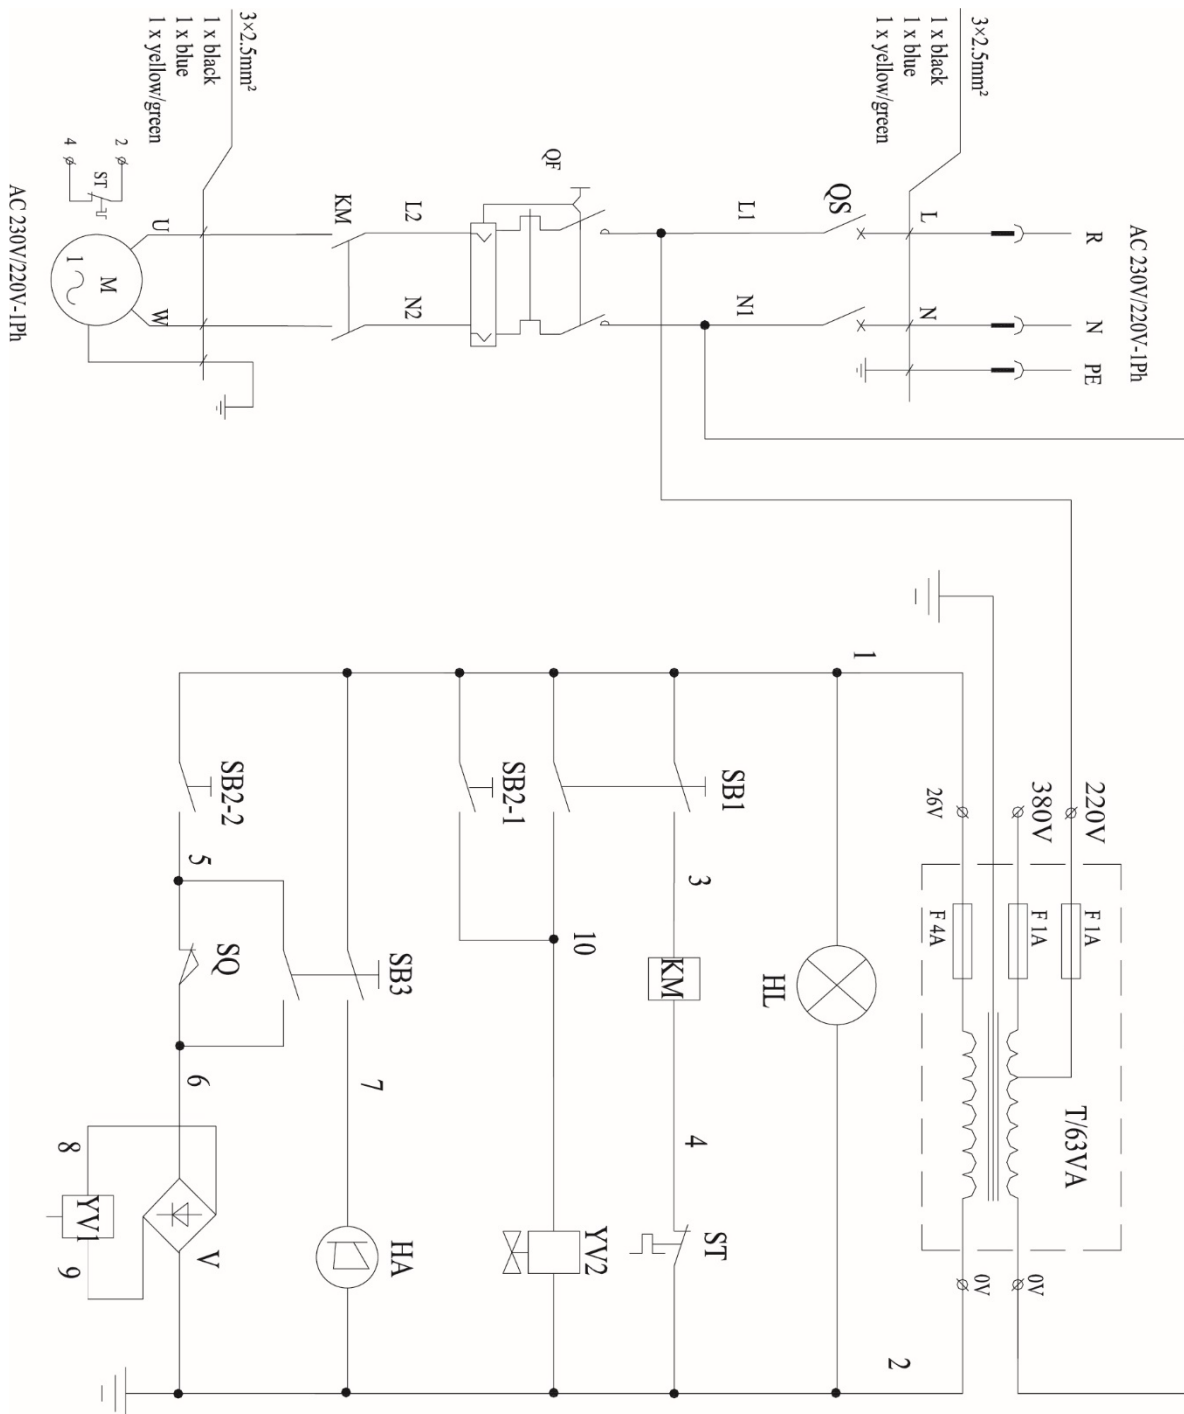 AC 230V/220V-1Ph
R
N
PE
3×2.5mm²
1 x black
1 x blue
1 x yellow/green
L
N
QS
L1
N1
QF
L2
N2
KM
3×2.5mm²
1 x black
1 x blue
1 x yellow/green
U
W
2
4
ST
M
1
AC 230V/220V-1Ph
220V
380V
26V
F 1A
F 1A
F 4A
T/63VA
0V
0V
1
2
HL
SB1
3
KM
4
ST
SB2-1
10
YV2
SB3
7
HA
SB2-2
5
SQ
6
V
8
YV1
9